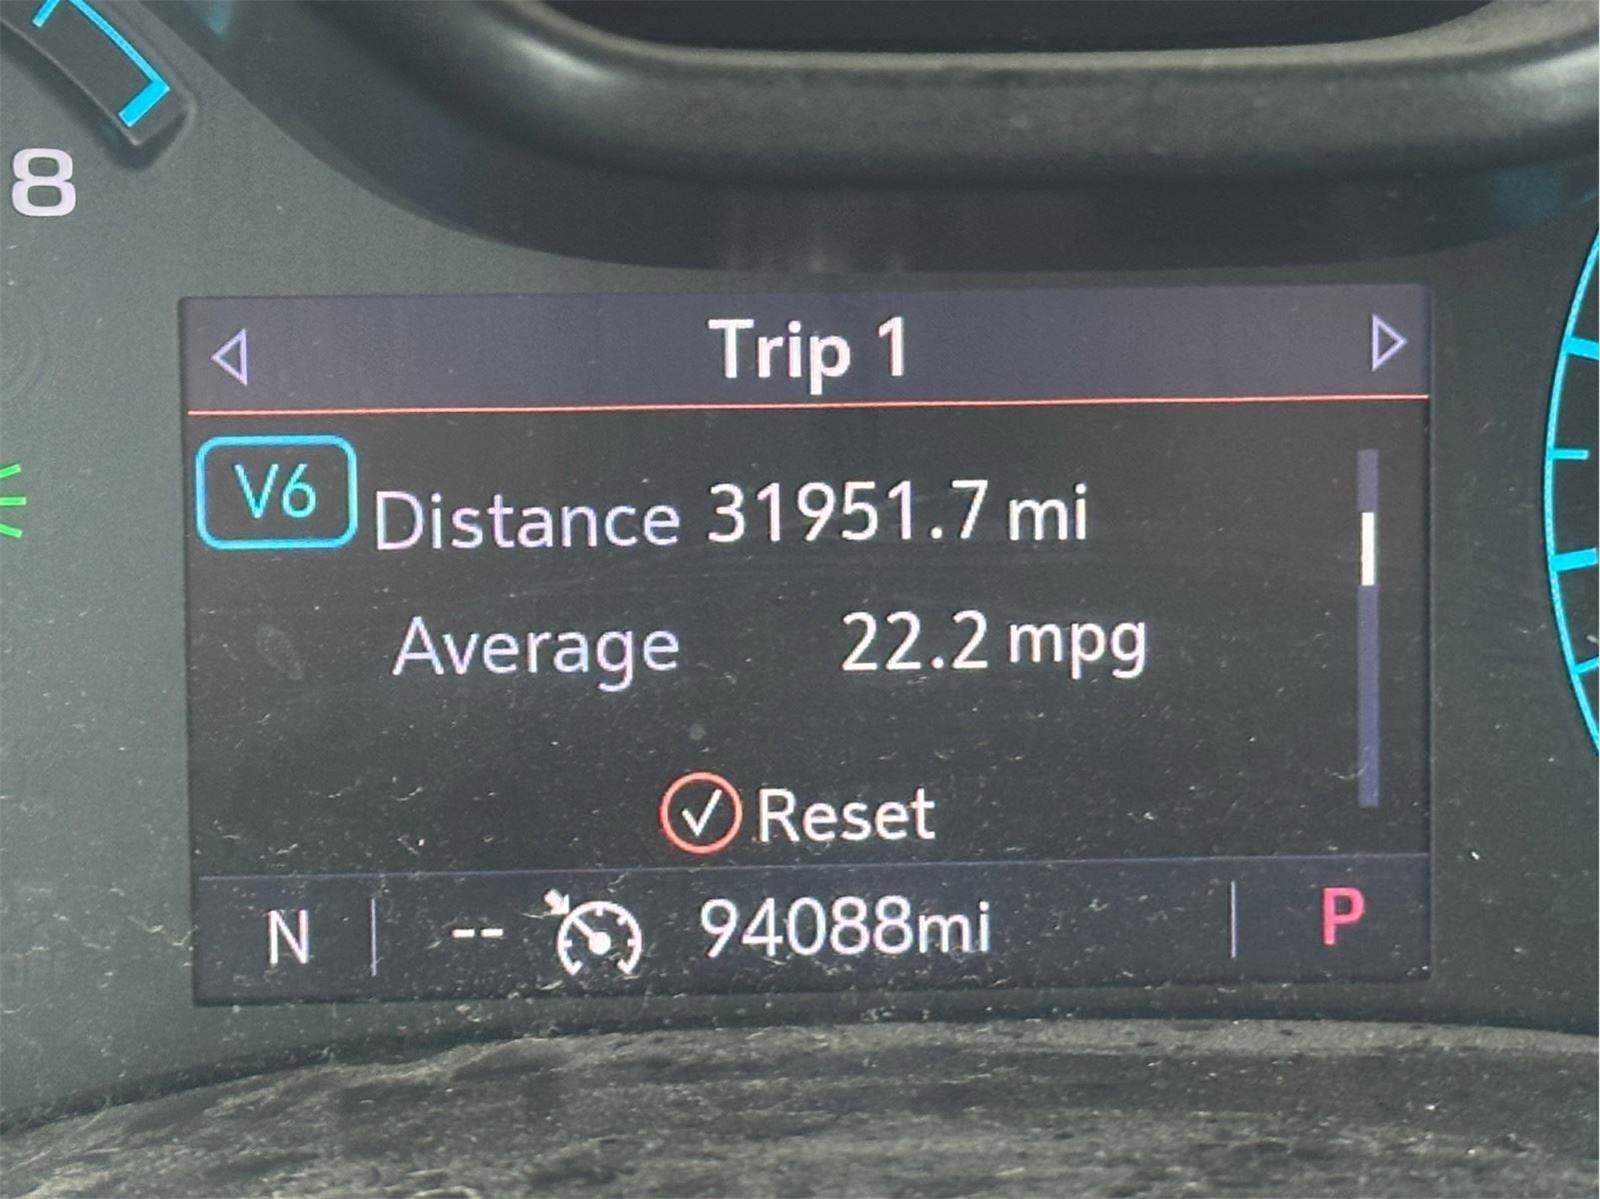 8
Trip 1
V6
Distance 31951.7 mi
Average 22.2 mpg
Reset
N -- 94088mi P